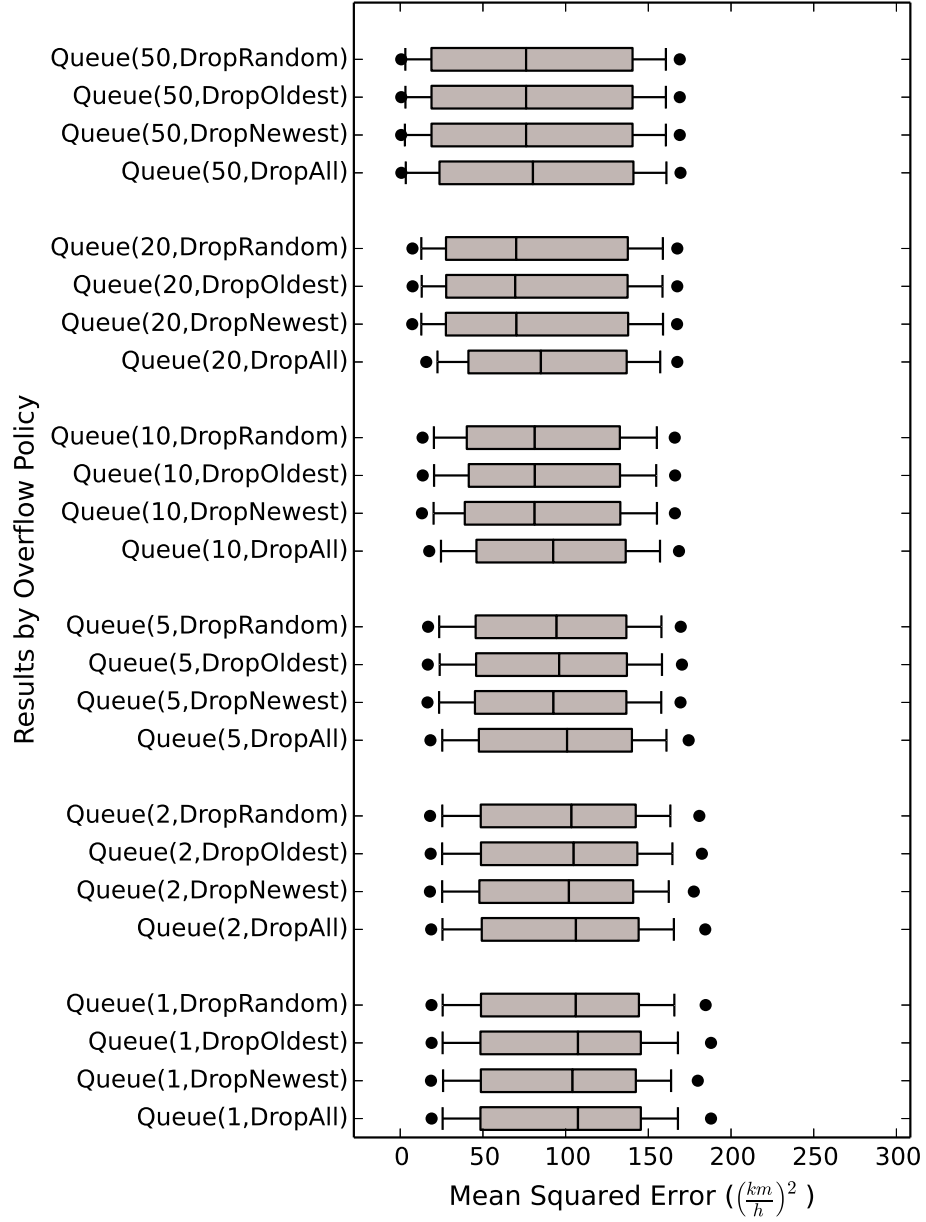 Queue(50,DropRandom)
Queue(50,DropOldest)
Queue(50,DropNewest)
Queue(50,DropAll)
Queue(20,DropRandom)
Queue(20,DropOldest)
Queue(20,DropNewest)
Queue(20,DropAll)
Queue(10,DropRandom)
Queue(10,DropOldest)
Queue(10,DropNewest)
Queue(10,DropAll)
Queue(5,DropRandom)
Queue(5,DropOldest)
Queue(5,DropNewest)
Queue(5,DropAll)
Queue(2,DropRandom)
Queue(2,DropOldest)
Queue(2,DropNewest)
Queue(2,DropAll)
Queue(1,DropRandom)
Queue(1,DropOldest)
Queue(1,DropNewest)
Queue(1,DropAll)
Results by Overflow Policy
0 50 100 150 200 250 300
Mean Squared Error ((km/h)² )